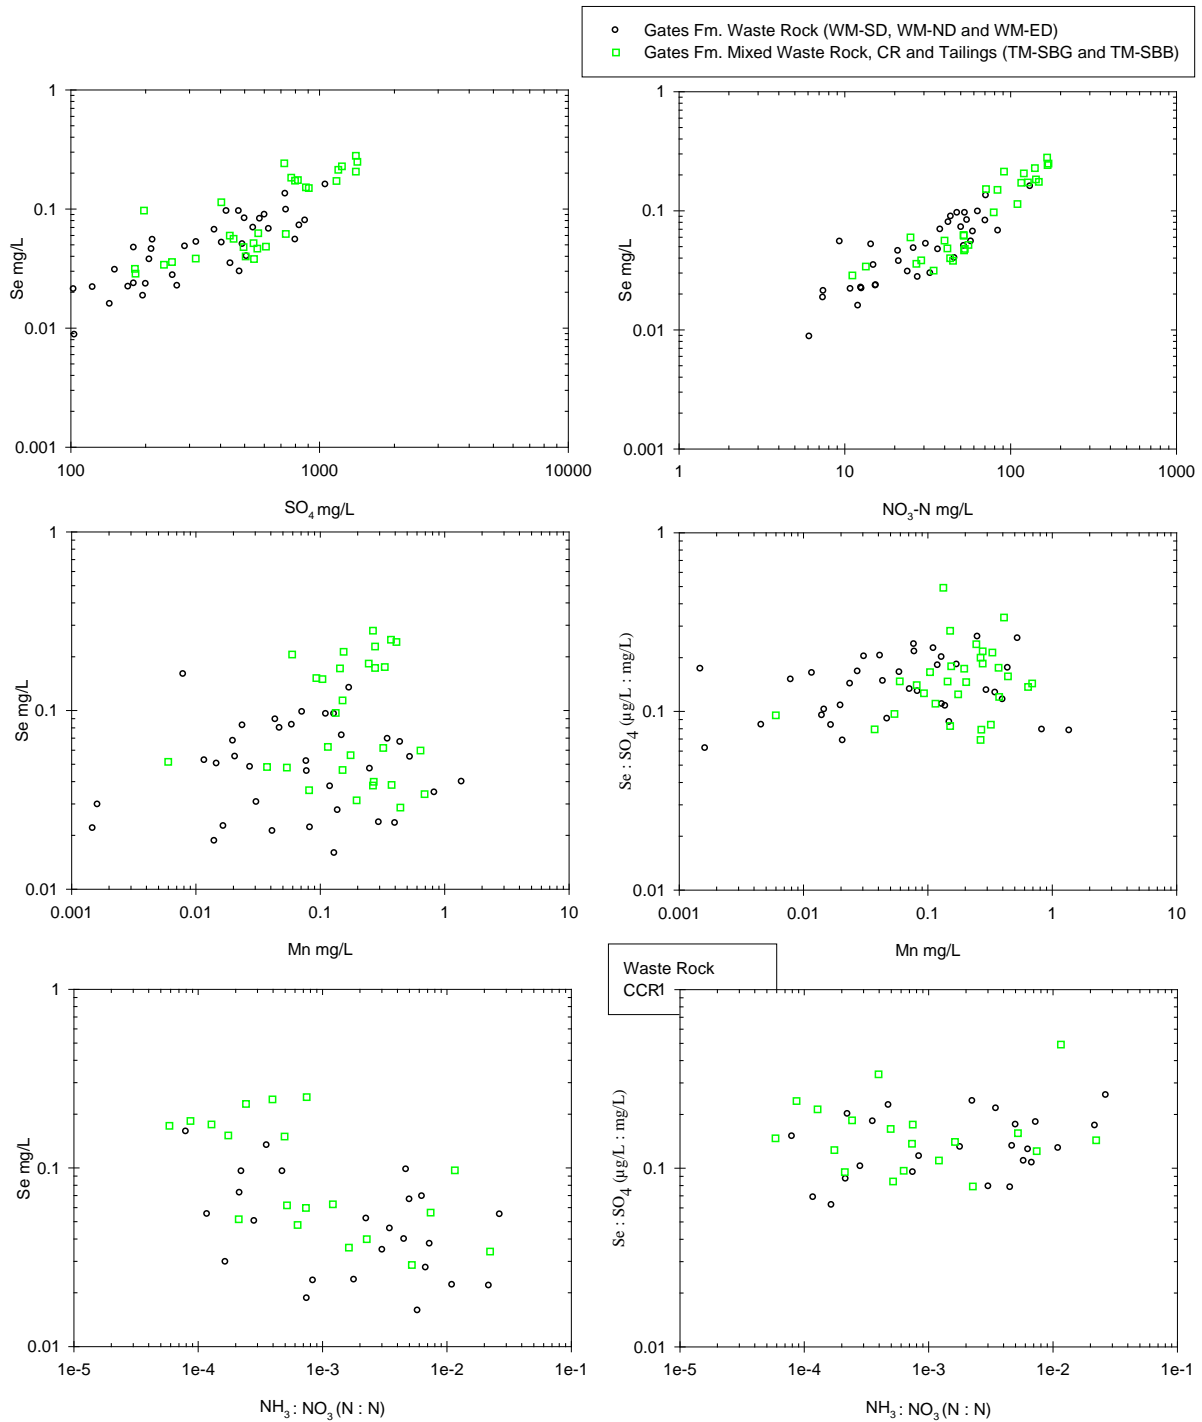 Gates Fm. Waste Rock (WM-SD, WM-ND and WM-ED)
Gates Fm. Mixed Waste Rock, CR and Tailings (TM-SBG and TM-SBB)
1
0.1
0.01
0.001
Se mg/L
100
1000
10000
SO4 mg/L
1
0.1
0.01
0.001
Se mg/L
1
10
100
1000
NO3-N mg/L
1
0.1
0.01
Se mg/L
0.001
0.01
0.1
1
10
Mn mg/L
1
0.1
0.01
Se : SO4 (µg/L : mg/L)
0.001
0.01
0.1
1
10
Mn mg/L
Waste Rock
CCR1
1
0.1
0.01
Se mg/L
1e-5
1e-4
1e-3
1e-2
1e-1
NH3 : NO3 (N : N)
1
0.1
0.01
Se : SO4 (µg/L : mg/L)
1e-5
1e-4
1e-3
1e-2
1e-1
NH3 : NO3 (N : N)